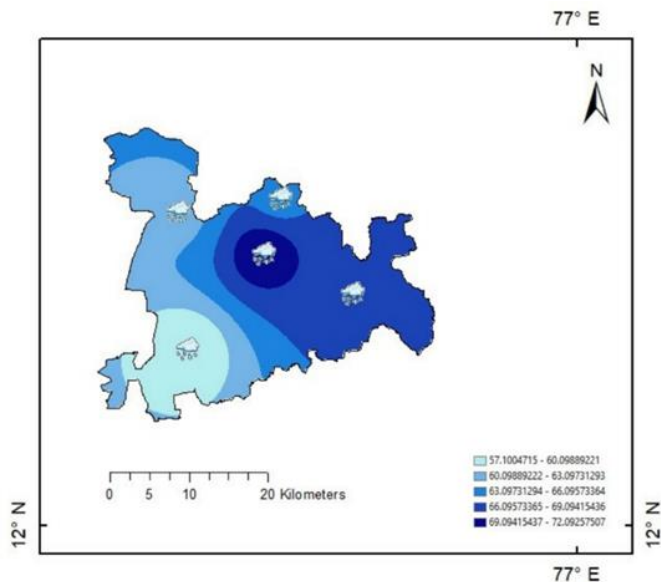 77° E
N
57.1004715 - 60.09889221
60.09889222 - 63.09731293
63.09731294 - 66.09573364
66.09573365 - 69.09415436
69.09415437 - 72.09257507
0 5 10 20 Kilometers
12° N
12° N
77° E